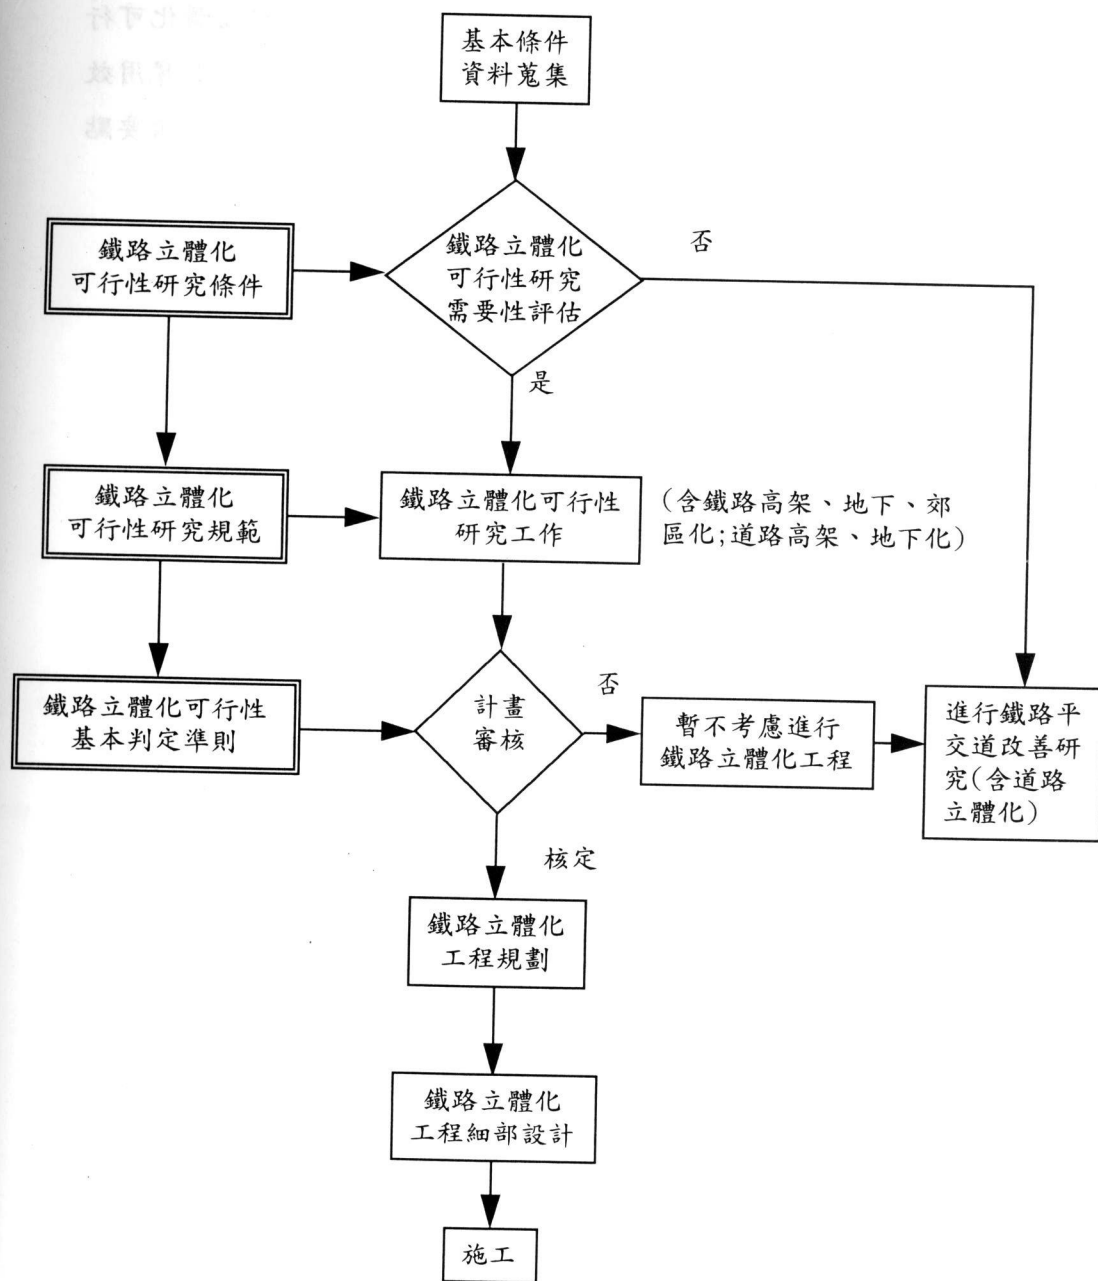 基本條件
資料蒐集
鐵路立體化
可行性研究條件
鐵路立體化
可行性研究
需要性評估
否
是
鐵路立體化
可行性研究規範
鐵路立體化可行性
研究工作
(含鐵路高架、地下、郊
區化;道路高架、地下化)
鐵路立體化可行性
基本判定準則
計畫
審核
否
暫不考慮進行
鐵路立體化工程
進行鐵路平
交道改善研
究(含道路
立體化)
核定
鐵路立體化
工程規劃
鐵路立體化
工程細部設計
施工